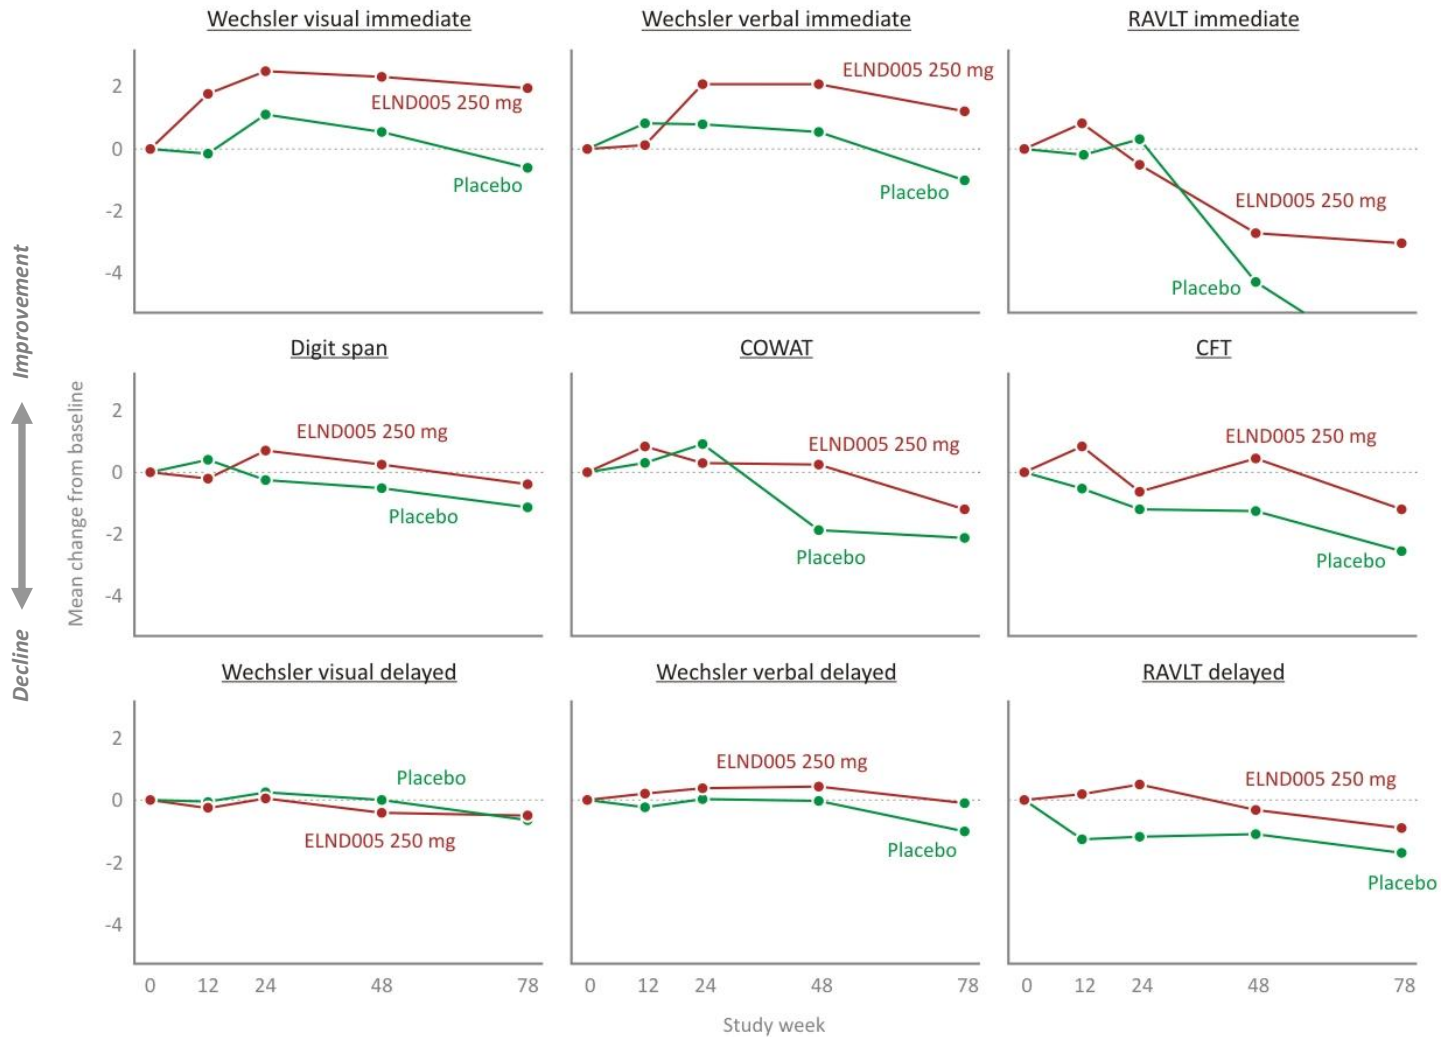 Wechsler visual immediate
Wechsler verbal immediate
RAVLT immediate
2
0
-2
-4
ELND005 250 mg
Placebo
ELND005 250 mg
Placebo
ELND005 250 mg
Placebo
Improvement
Decline
Mean change from baseline
Digit span
COWAT
CFT
2
0
-2
-4
ELND005 250 mg
Placebo
ELND005 250 mg
Placebo
ELND005 250 mg
Placebo
Wechsler visual delayed
Wechsler verbal delayed
RAVLT delayed
2
0
-2
-4
Placebo
ELND005 250 mg
ELND005 250 mg
Placebo
ELND005 250 mg
Placebo
0 12 24 48 78
0 12 24 48 78
0 12 24 48 78
Study week